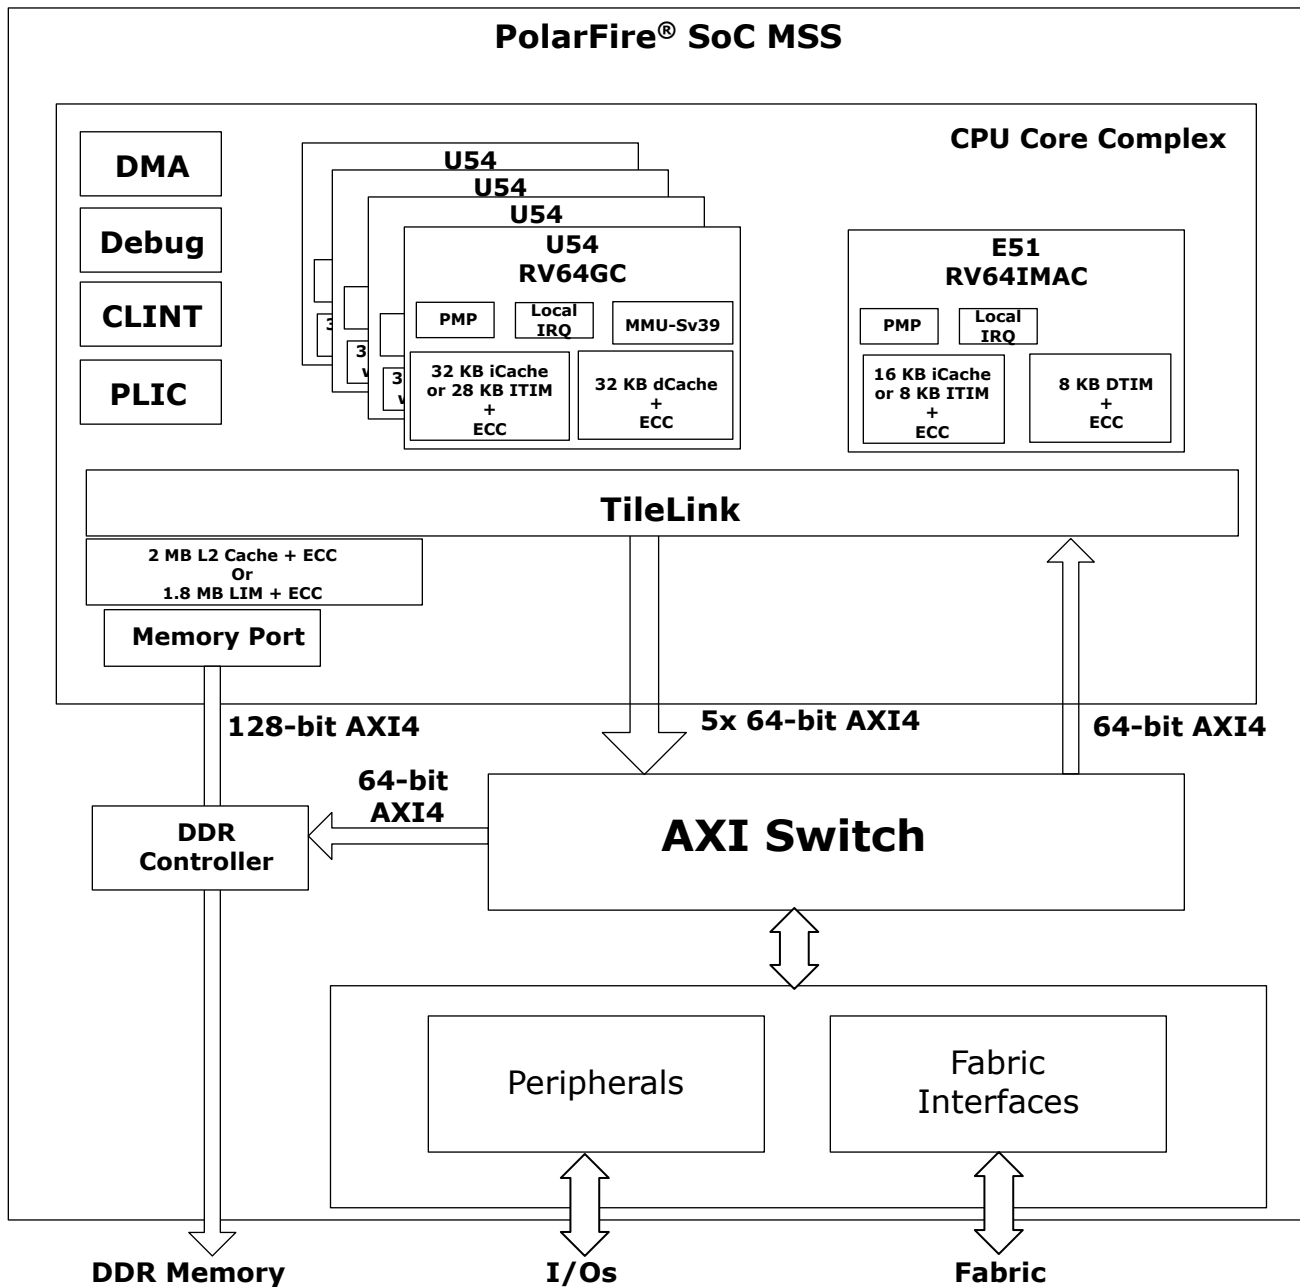 PolarFire® SoC MSS
CPU Core Complex
DMA
Debug
CLINT
PLIC
U54
U54
U54
U54
RV64GC
PMP
Local
IRQ
MMU-Sv39
32 KB iCache
or 28 KB ITIM
+
ECC
32 KB dCache
+
ECC
E51
RV64IMAC
PMP
Local
IRQ
16 KB iCache
or 8 KB ITIM
+
ECC
8 KB DTIM
+
ECC
TileLink
2 MB L2 Cache + ECC
Or
1.8 MB LIM + ECC
Memory Port
128-bit AXI4
5x 64-bit AXI4
64-bit AXI4
64-bit
AXI4
DDR
Controller
AXI Switch
Peripherals
Fabric
Interfaces
DDR Memory
I/Os
Fabric